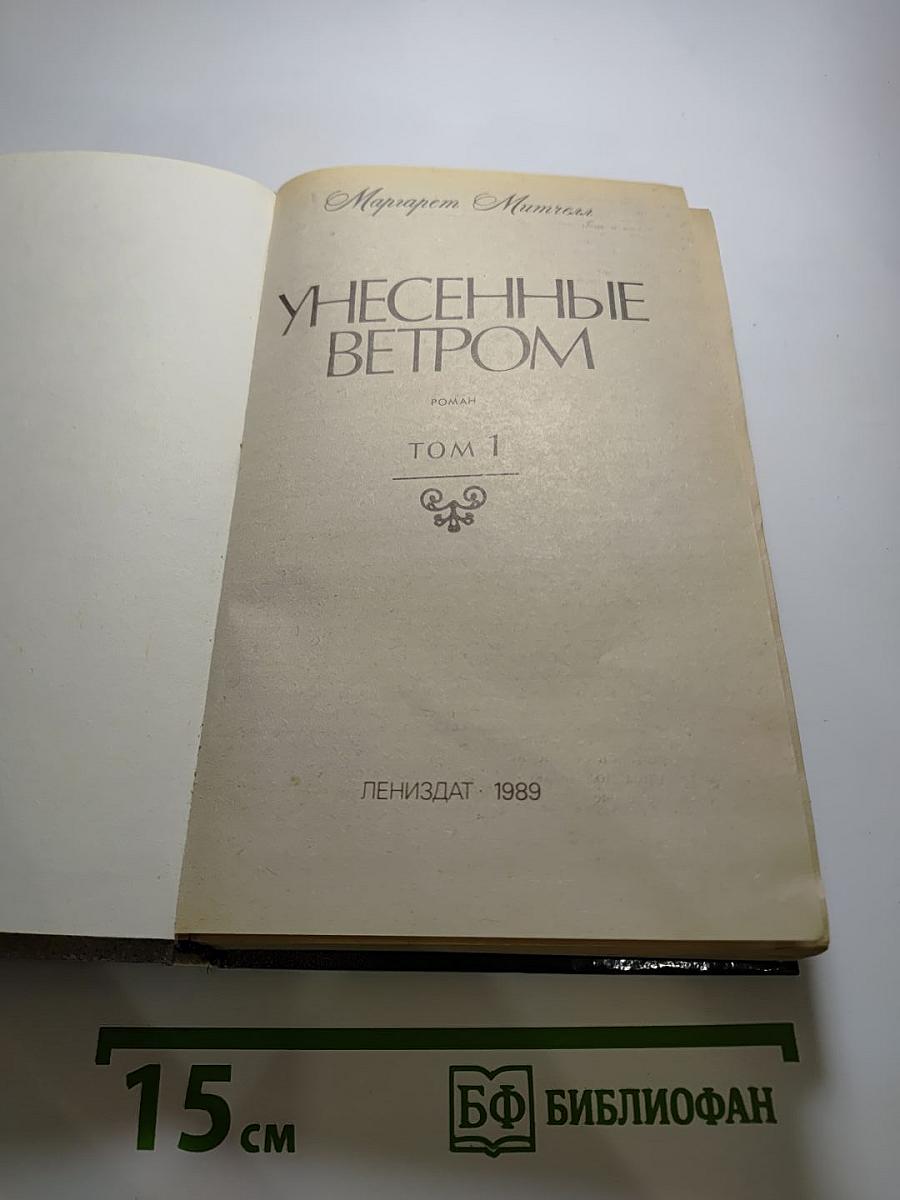 Маргарет Митчелл
УНЕСЕННЫЕ
ВЕТРОМ
РОМАН
ТОМ 1
ЛЕНИЗДАТ · 1989
15 см
БФ БИБЛИОФАН